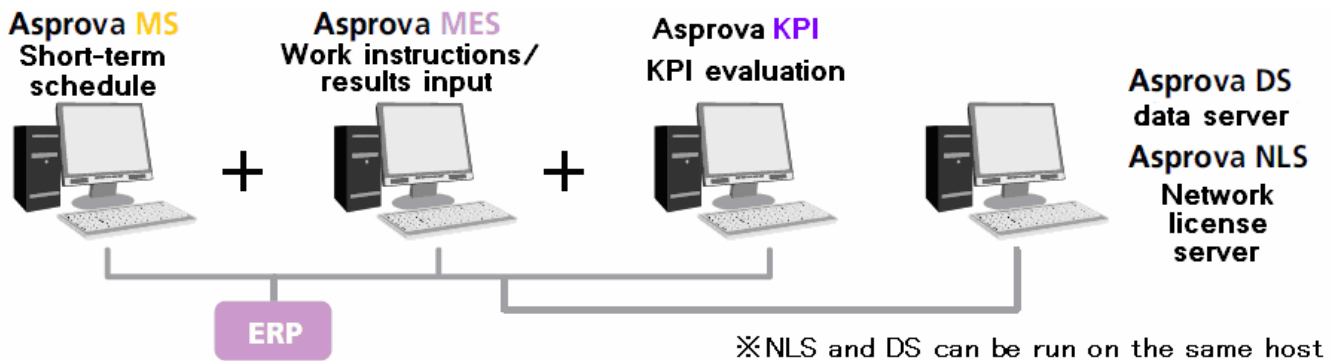 Asprova MS
Short-term
schedule
Asprova MES
Work instructions/
results input
Asprova KPI
KPI evaluation
Asprova DS
data server
Asprova NLS
Network
license
server
ERP
※NLS and DS can be run on the same host